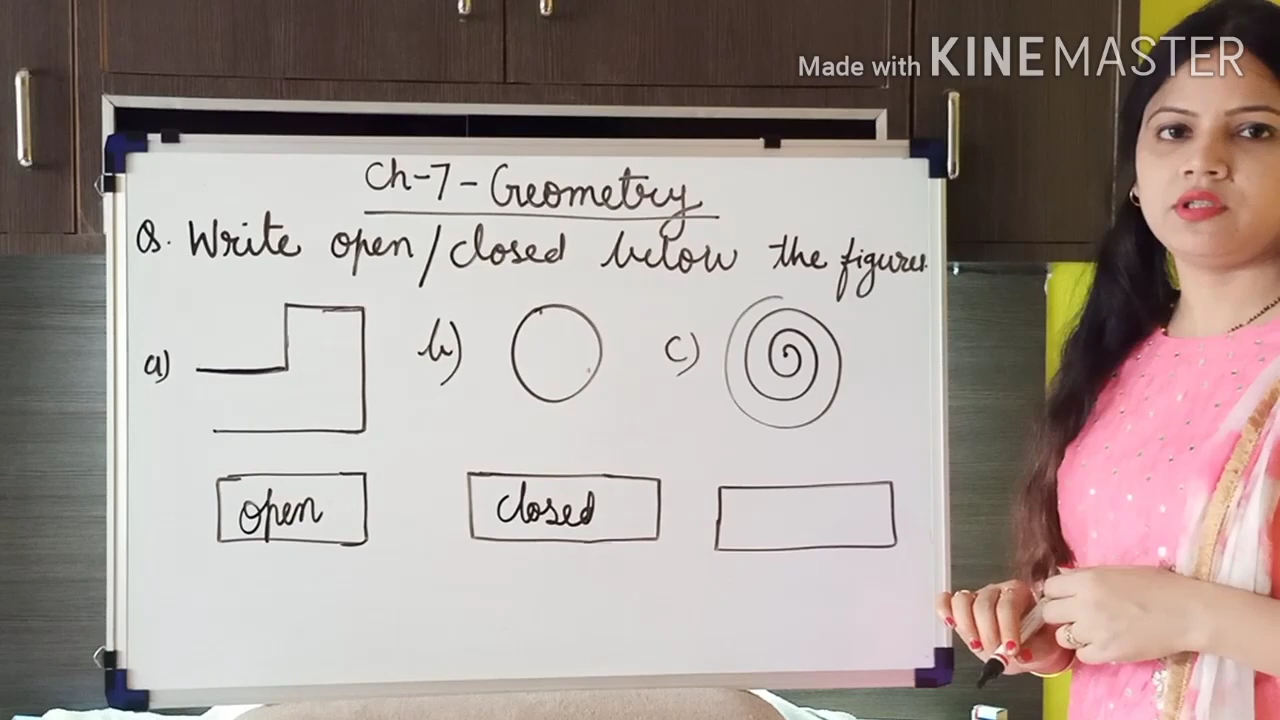 Made with KINEMASTER
Ch-7-Geometry
Q. Write open/closed below the figures.
a) b) c)
open closed